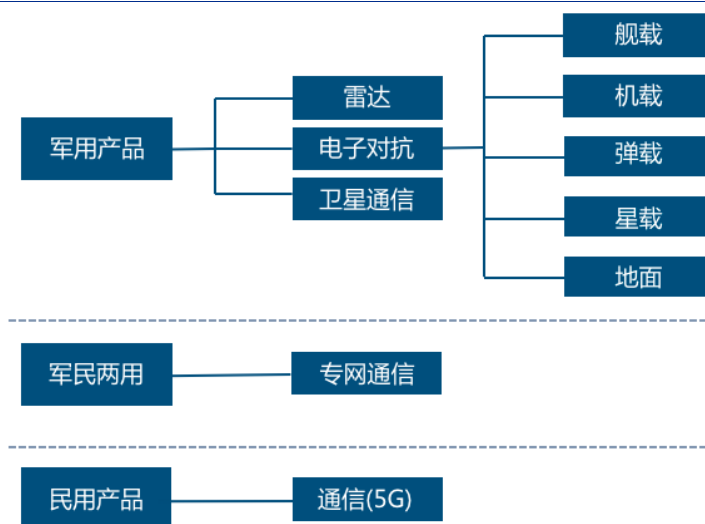 舰载
雷达
机载
军用产品
电子对抗
弹载
卫星通信
星载
地面
军民两用
专网通信
民用产品
通信(5G)